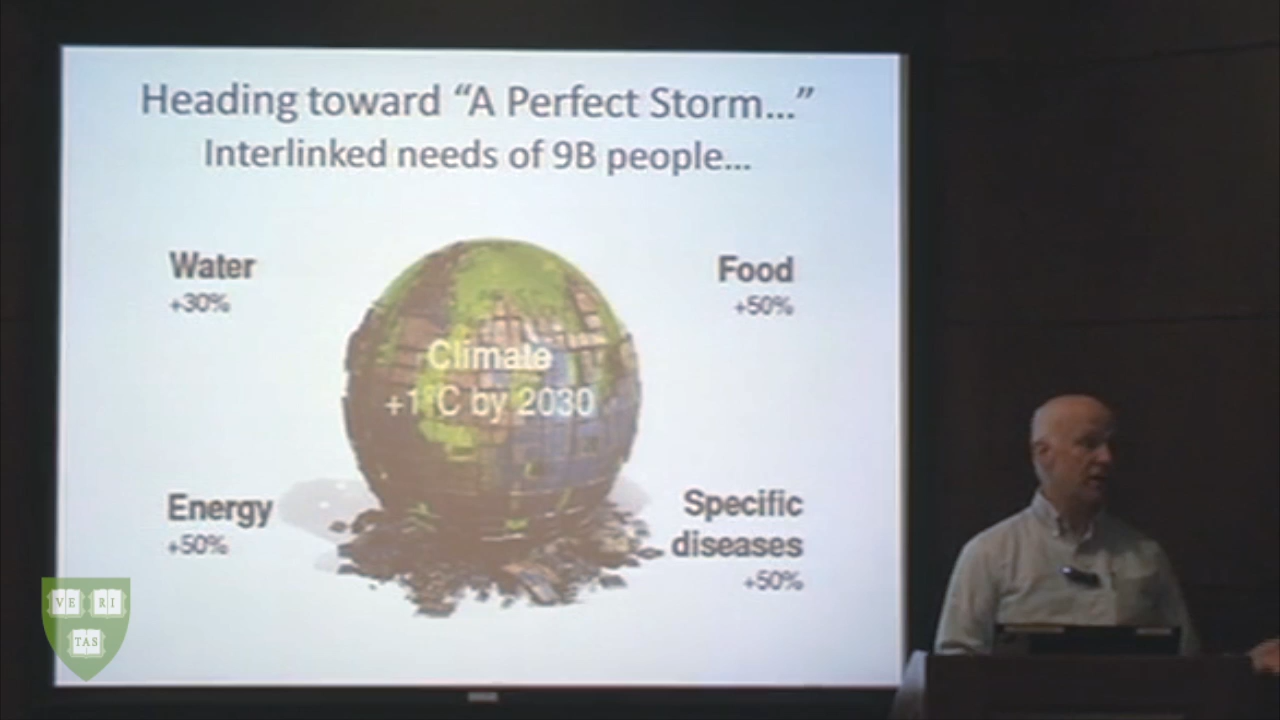 Heading toward “A Perfect Storm...”
Interlinked needs of 9B people...
Water
+30%
Food
+50%
Climate
+1°C by 2030
Energy
+50%
Specific
diseases
+50%
VE RI
TAS